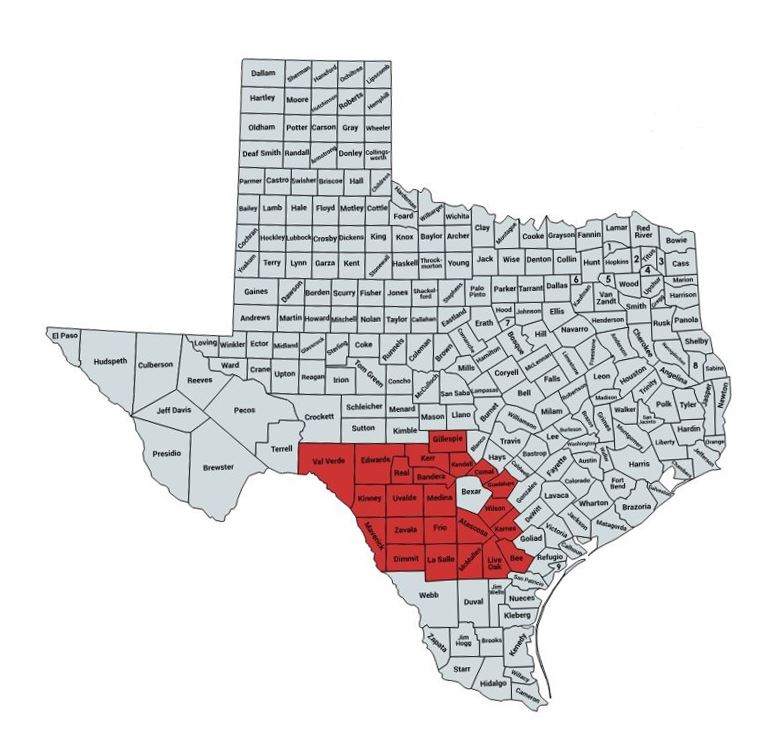 Dallam Sherman Hansford Ochiltree Lipscomb
Hartley Moore Hutchinson Roberts Hemphill
Oldham Potter Carson Gray Wheeler
Deaf Smith Randall Armstrong Donley Collings-
worth
Parmer Castro Swisher Briscoe Hall Childress
Hardeman
Bailey Lamb Hale Floyd Motley Cottle Foard Wilbarger Wichita
Clay Montague Cooke Grayson Fannin Lamar Red
River
Bowie
Cochran Hockley Lubbock Crosby Dickens King Knox Baylor Archer
1
Yoakum Terry Lynn Garza Kent Stonewall Haskell Throck-
morton Young Jack Wise Denton Collin Hunt Hopkins 2 Titus 3 Cass
4
Gaines Dawson Borden Scurry Fisher Jones Shackel-
ford Stephens Palo
Pinto Parker Tarrant Dallas 6 Kaufman 5 Van
Zandt Wood Upshur Gregg Marion
Harrison
Andrews Martin Howard Mitchell Nolan Taylor Callahan Eastland Erath Hood 7 Johnson Ellis Henderson Smith Rusk Panola
El Paso Hudspeth Culberson Reeves Loving Winkler Ector Midland Glasscock Sterling Coke Runnels Coleman Brown Comanche Hamilton Bosque Hill Navarro Anderson Cherokee Shelby
Ward Crane Upton Reagan Irion Tom Green Concho McCulloch Mills Coryell McLennan Limestone Freestone Leon Houston Nacogdoches Angelina 8 Sabine
Jeff Davis Pecos Crockett Schleicher Menard San Saba Lampasas Bell Falls Robertson Madison Trinity Polk Tyler Jasper Newton
Presidio Brewster Terrell Sutton Kimble Mason Llano Burnet Williamson Milam Brazos Grimes Walker San
Jacinto Hardin
Val Verde Edwards Real Kerr Gillespie Kendall Blanco Hays Travis Bastrop Lee Burleson Washington Waller Montgomery Liberty Orange Jefferson
Bandera Comal Guadalupe Caldwell Fayette Austin Harris Chambers
Kinney Uvalde Medina Bexar Wilson Gonzales Lavaca Colorado Wharton Fort
Bend Brazoria Galveston
Maverick Zavala Frio Atascosa Karnes DeWitt Victoria Jackson Matagorda
Dimmit La Salle McMullen Live
Oak Bee Goliad Refugio Calhoun 9
Webb Duval Jim
Wells San Patricio Nueces
Kleberg
Zapata Jim
Hogg Brooks Kenedy
Starr Hidalgo Willacy
Cameron